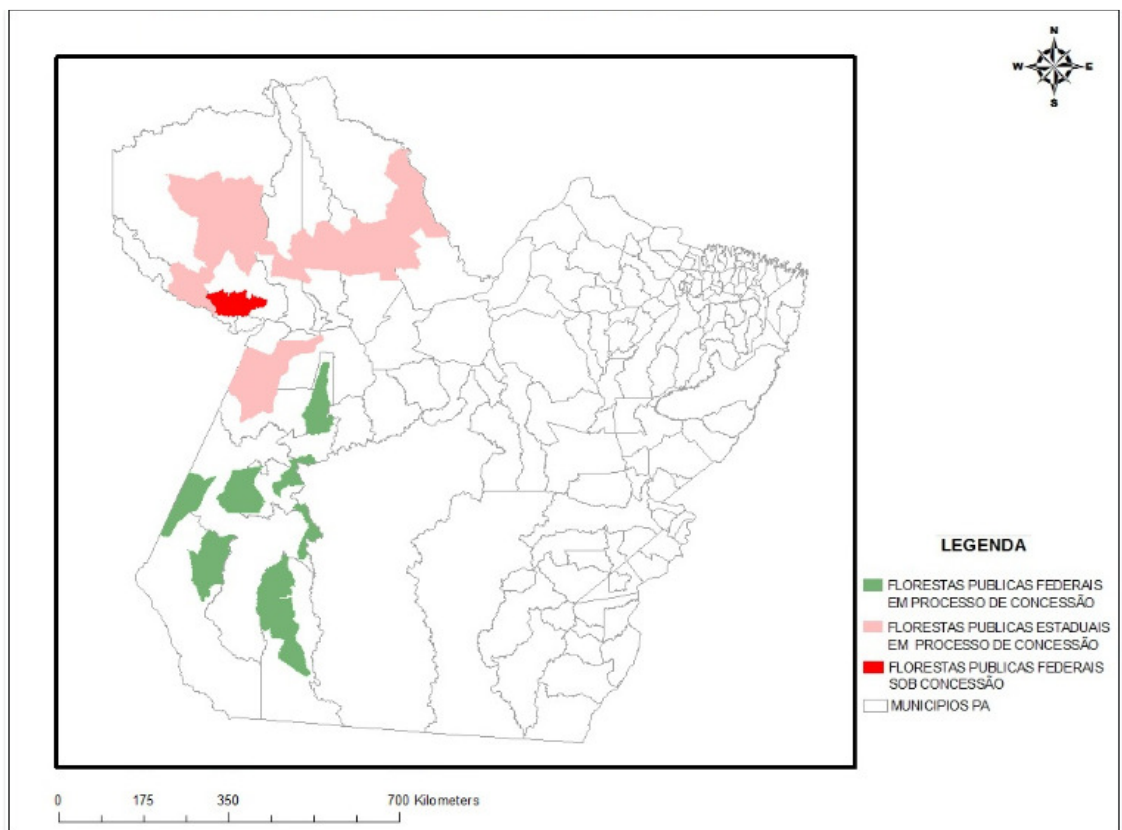 N
W E
S
LEGENDA
FLORESTAS PUBLICAS FEDERAIS
EM PROCESSO DE CONCESSÃO
FLORESTAS PUBLICAS ESTADUAIS
EM PROCESSO DE CONCESSÃO
FLORESTAS PUBLICAS FEDERAIS
SOB CONCESSÃO
MUNICIPIOS PA
0 175 350 700 Kilometers